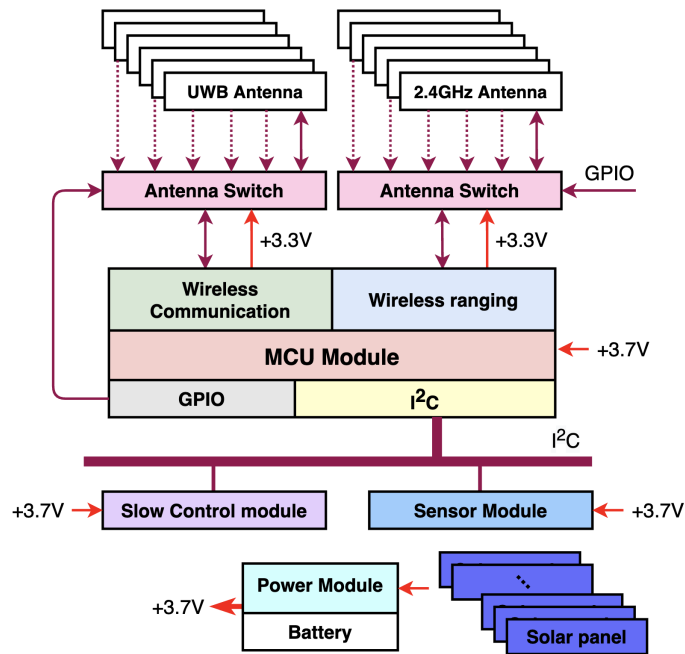 UWB Antenna
2.4GHz Antenna
Antenna Switch
Antenna Switch
GPIO
+3.3V
+3.3V
Wireless
Communication
Wireless ranging
MCU Module
+3.7V
GPIO
I²C
I²C
+3.7V
Slow Control module
Sensor Module
+3.7V
Power Module
+3.7V
Battery
Solar panel